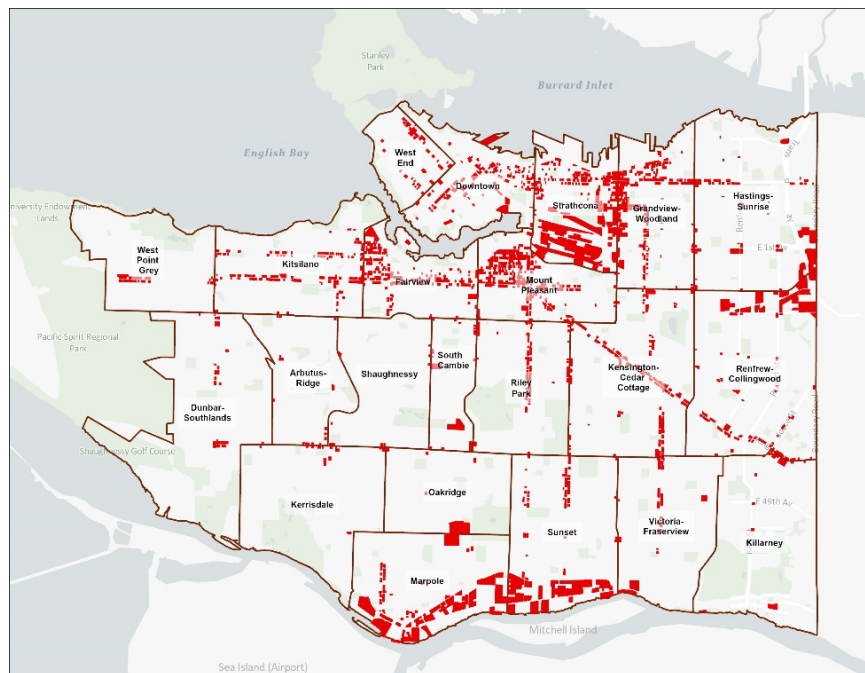 Stanley
Park
Burrard Inlet
English Bay
West
End
Downtown
Strathcona
Grandview-
Woodland
Hastings-
Sunrise
E 1st Av
University Endowment
Lands
West
Point
Grey
Kitsilano
Fairview
Mount
Pleasant
Pacific Spirit Regional
Park
Arbutus-
Ridge
Shaughnessy
South
Cambie
Riley
Park
Kensington-
Cedar
Cottage
Renfrew-
Collingwood
Dunbar-
Southlands
Shaughnessy Golf Course
Kerrisdale
Oakridge
Sunset
Victoria-
Fraserview
E 49th Av
Killarney
Marpole
Mitchell Island
Sea Island (Airport)